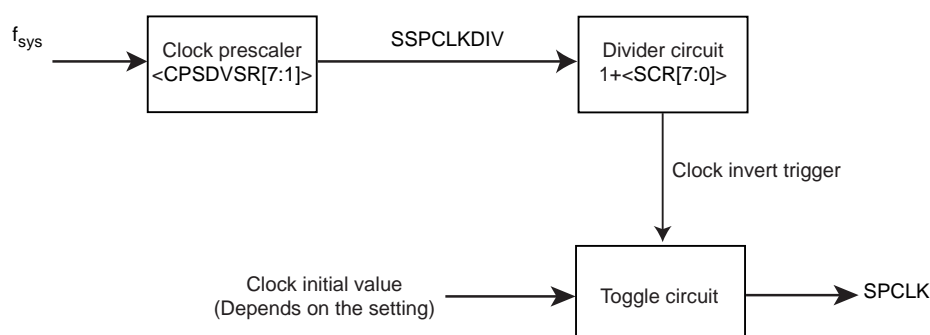 f_sys
Clock prescaler
<CPSDVSR[7:1]>
SSPCLKDIV
Divider circuit
1+<SCR[7:0]>
Clock invert trigger
Clock initial value
(Depends on the setting)
Toggle circuit
SPCLK